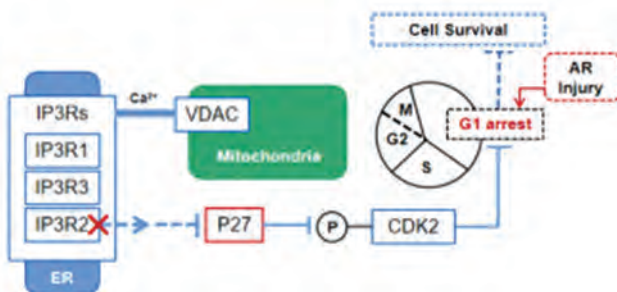 Cell Survival
AR
Injury
IP3Rs
Ca²⁺
VDAC
M
G1 arrest
IP3R1
G2
Mitochondria
S
IP3R3
IP3R2
P27
P
CDK2
ER